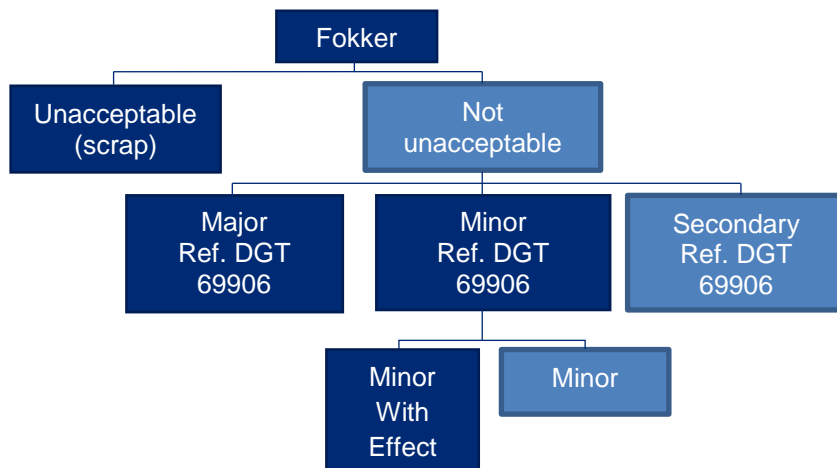 Fokker
Unacceptable
(scrap)
Not
unacceptable
Major
Ref. DGT
69906
Minor
Ref. DGT
69906
Secondary
Ref. DGT
69906
Minor
With
Effect
Minor